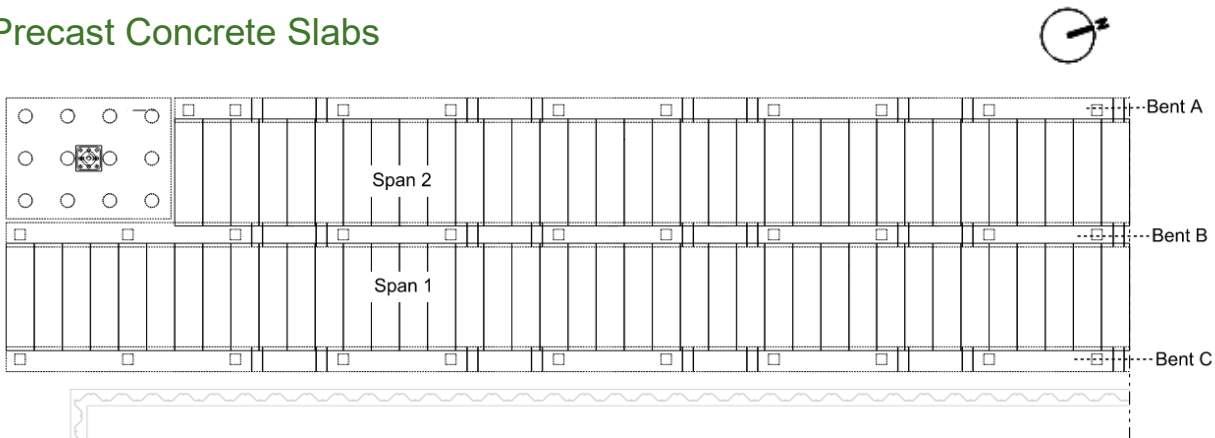 Precast Concrete Slabs
N
Bent A
Span 2
Bent B
Span 1
Bent C